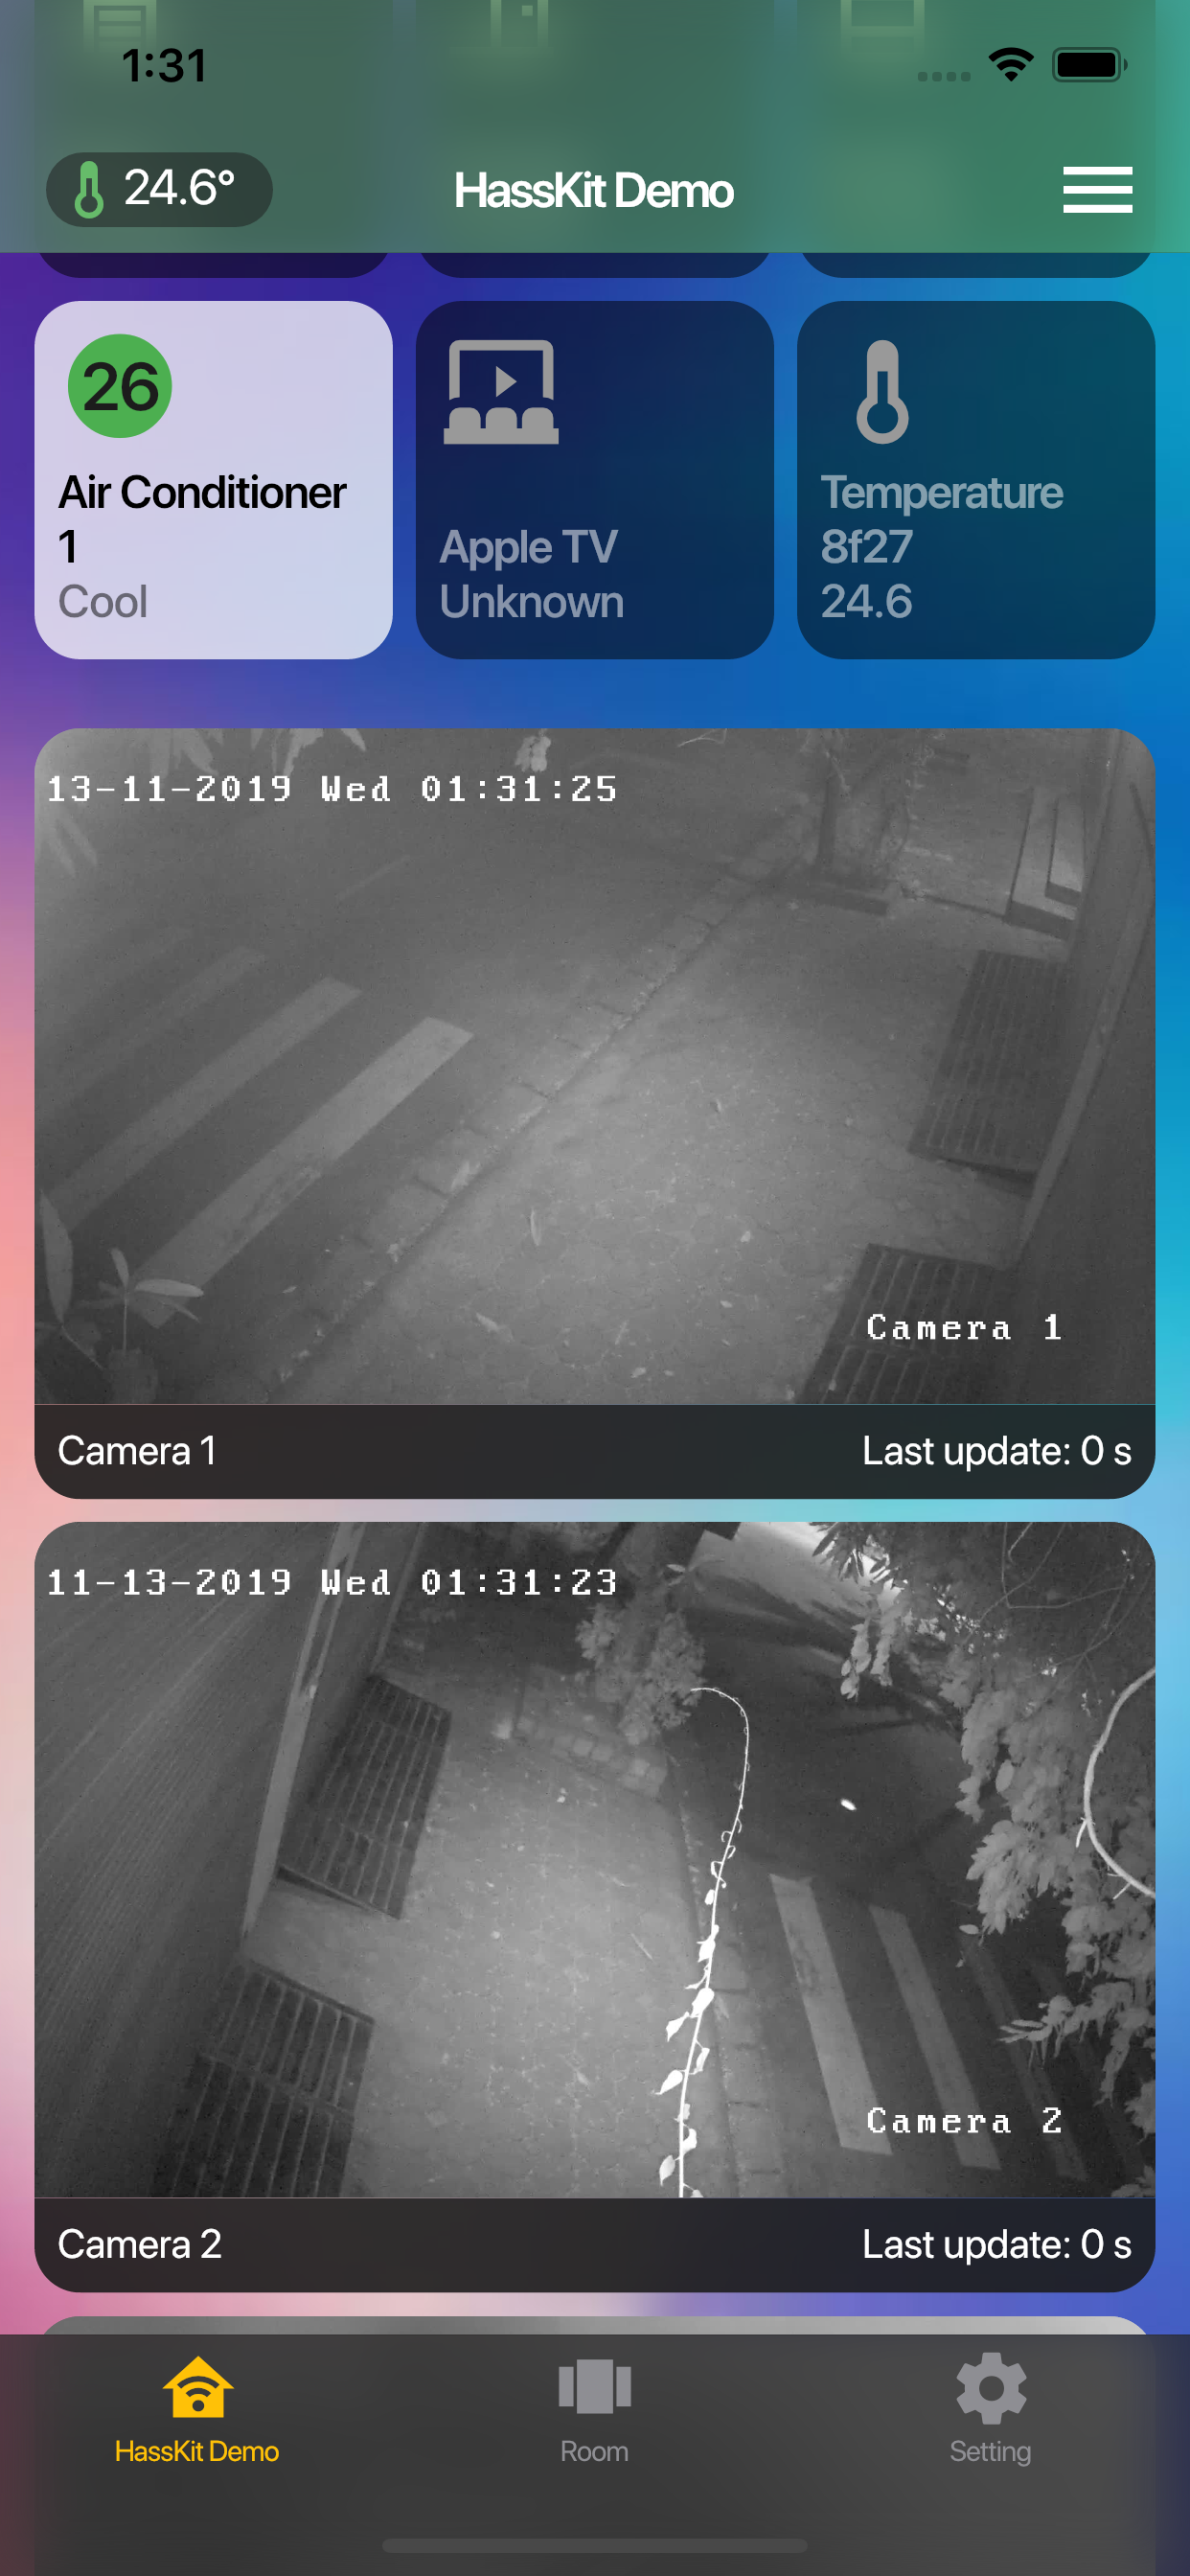 1:31
24.6°
HassKit Demo
26
Air Conditioner
1
Cool
Apple TV
Unknown
Temperature
8f27
24.6
13-11-2019 Wed 01:31:25
Camera 1
Camera 1
Last update: 0 s
11-13-2019 Wed 01:31:23
Camera 2
Camera 2
Last update: 0 s
HassKit Demo
Room
Setting